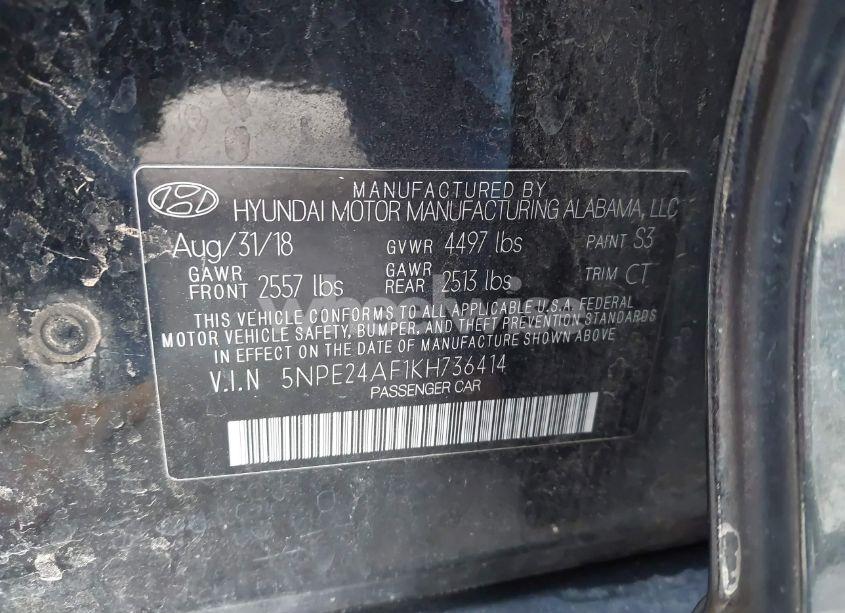 MANUFACTURED BY
HYUNDAI MOTOR MANUFACTURING ALABAMA, LLC
Aug/31/18 GVWR 4497 lbs PAINT S3
GAWR FRONT 2557 lbs GAWR REAR 2513 lbs TRIM CT
THIS VEHICLE CONFORMS TO ALL APPLICABLE U.S.A. FEDERAL
MOTOR VEHICLE SAFETY, BUMPER, AND THEFT PREVENTION STANDARDS
IN EFFECT ON THE DATE OF MANUFACTURE SHOWN ABOVE
V.I.N 5NPE24AF1KH736414
PASSENGER CAR